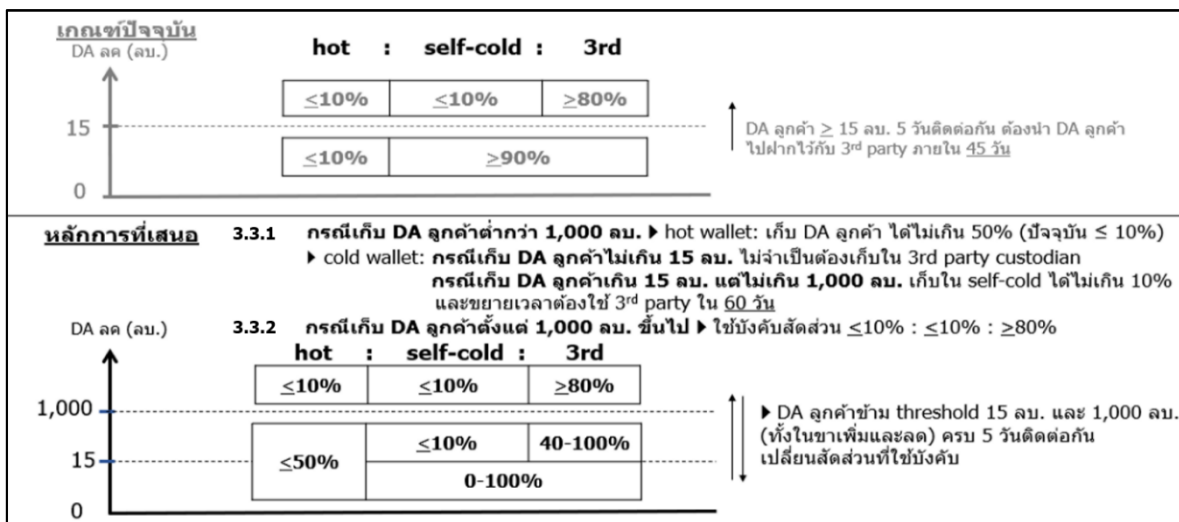 เกณฑ์ปัจจุบัน
DA ลค (ลบ.)
hot : self-cold : 3rd
≤10% ≤10% ≥80%
15
DA ลูกค้า ≥ 15 ลบ. 5 วันติดต่อกัน ต้องนำ DA ลูกค้า
ไปฝากไว้กับ 3rd party ภายใน 45 วัน
≤10% ≥90%
0
หลักการที่เสนอ 3.3.1 กรณีเก็บ DA ลูกค้าต่ำกว่า 1,000 ลบ. ▶ hot wallet: เก็บ DA ลูกค้า ได้ไม่เกิน 50% (ปัจจุบัน ≤ 10%)
▶ cold wallet: กรณีเก็บ DA ลูกค้าไม่เกิน 15 ลบ. ไม่จำเป็นต้องเก็บใน 3rd party custodian
กรณีเก็บ DA ลูกค้าเกิน 15 ลบ. แต่ไม่เกิน 1,000 ลบ. เก็บใน self-cold ได้ไม่เกิน 10%
และขยายเวลาต้องใช้ 3rd party ใน 60 วัน
DA ลค (ลบ.) 3.3.2 กรณีเก็บ DA ลูกค้าตั้งแต่ 1,000 ลบ. ขึ้นไป ▶ ใช้บังคับสัดส่วน ≤10% : ≤10% : ≥80%
hot : self-cold : 3rd
≤10% ≤10% ≥80%
1,000
▶ DA ลูกค้าข้าม threshold 15 ลบ. และ 1,000 ลบ.
(ทั้งในขาเพิ่มและลด) ครบ 5 วันติดต่อกัน
เปลี่ยนสัดส่วนที่ใช้บังคับ
≤10% 40-100%
15
≤50%
0-100%
0